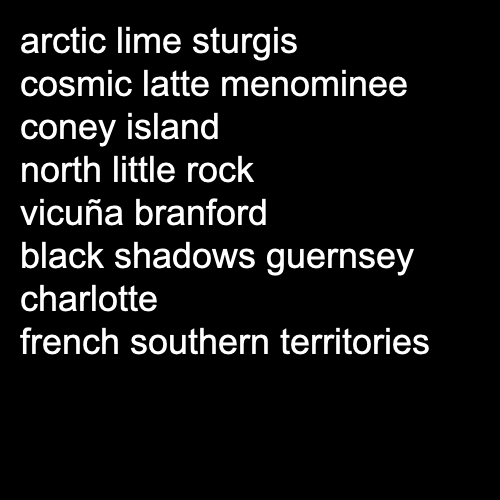 arctic lime sturgis
cosmic latte menominee
coney island
north little rock
vicuña branford
black shadows guernsey
charlotte
french southern territories